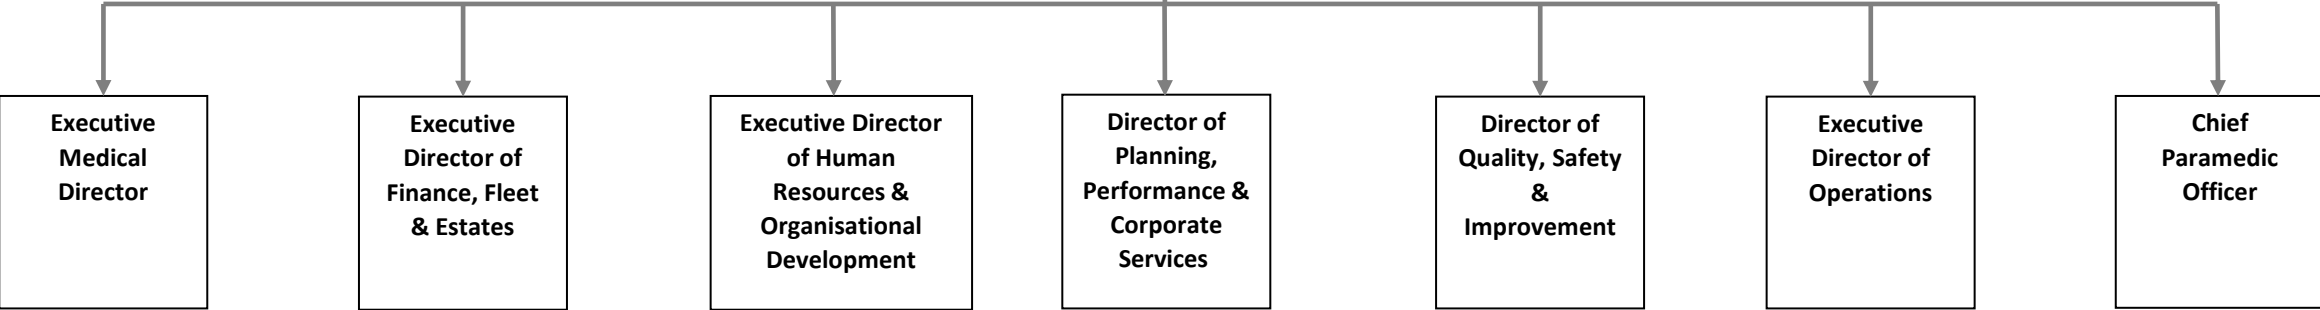 Executive
Medical
Director
Executive
Director of
Finance, Fleet
& Estates
Executive Director
of Human
Resources &
Organisational
Development
Director of
Planning,
Performance &
Corporate
Services
Director of
Quality, Safety
&
Improvement
Executive
Director of
Operations
Chief
Paramedic
Officer